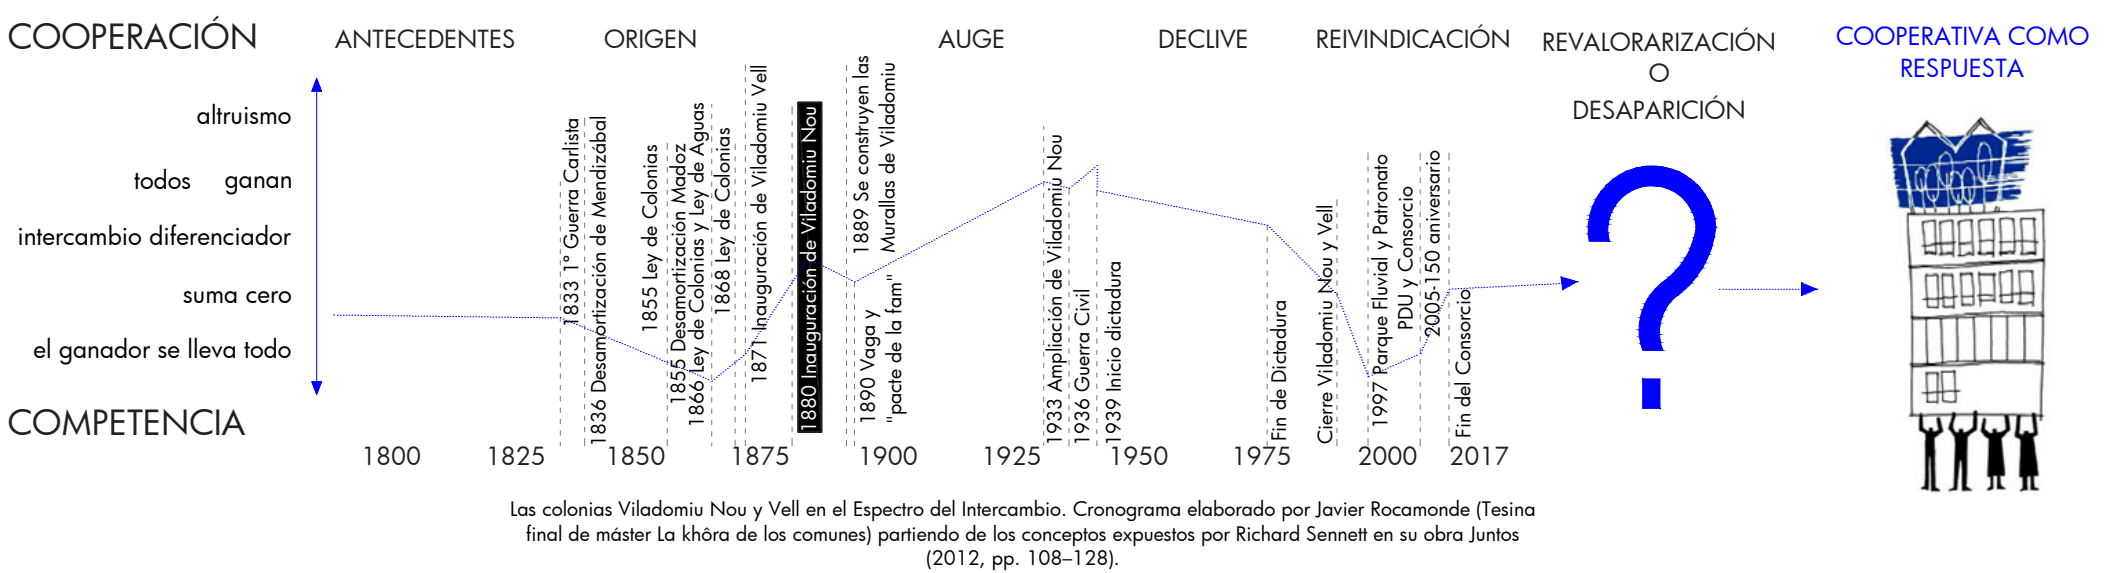 COOPERACIÓN
ANTECEDENTES
ORIGEN
AUGE
DECLIVE
REIVINDICACIÓN
REVALORARIZACIÓN
O
DESAPARICIÓN
COOPERATIVA COMO
RESPUESTA
altruismo
todos ganan
intercambio diferenciador
suma cero
el ganador se lleva todo
COMPETENCIA
1833 1° Guerra Carlista
1836 Desamortización de Mendizábal
1855 Ley de Colonias
1855 Desamortización Madoz
1866 Ley de Colonias y Ley de Aguas
1868 Ley de Colonias
1871 Inauguración de Viladomiu Vell
1880 Inauguración de Viladomiu Nou
1889 Se construyen las
Murallas de Viladomiu
1890 Vaga y
"pacte de la fam"
1933 Ampliación de Viladomiu Nou
1936 Guerra Civil
1939 Inicio dictadura
Fin de Dictadura
Cierre Viladomiu Nou y Vell
1997 Parque Fluvial y Patronato
PDU y Consorcio
2005-150 aniversario
Fin del Consorcio
1800
1825
1850
1875
1900
1925
1950
1975
2000
2017
?
Las colonias Viladomiu Nou y Vell en el Espectro del Intercambio. Cronograma elaborado por Javier Rocamonde (Tesina
final de máster La khôra de los comunes) partiendo de los conceptos expuestos por Richard Sennett en su obra Juntos
(2012, pp. 108–128).